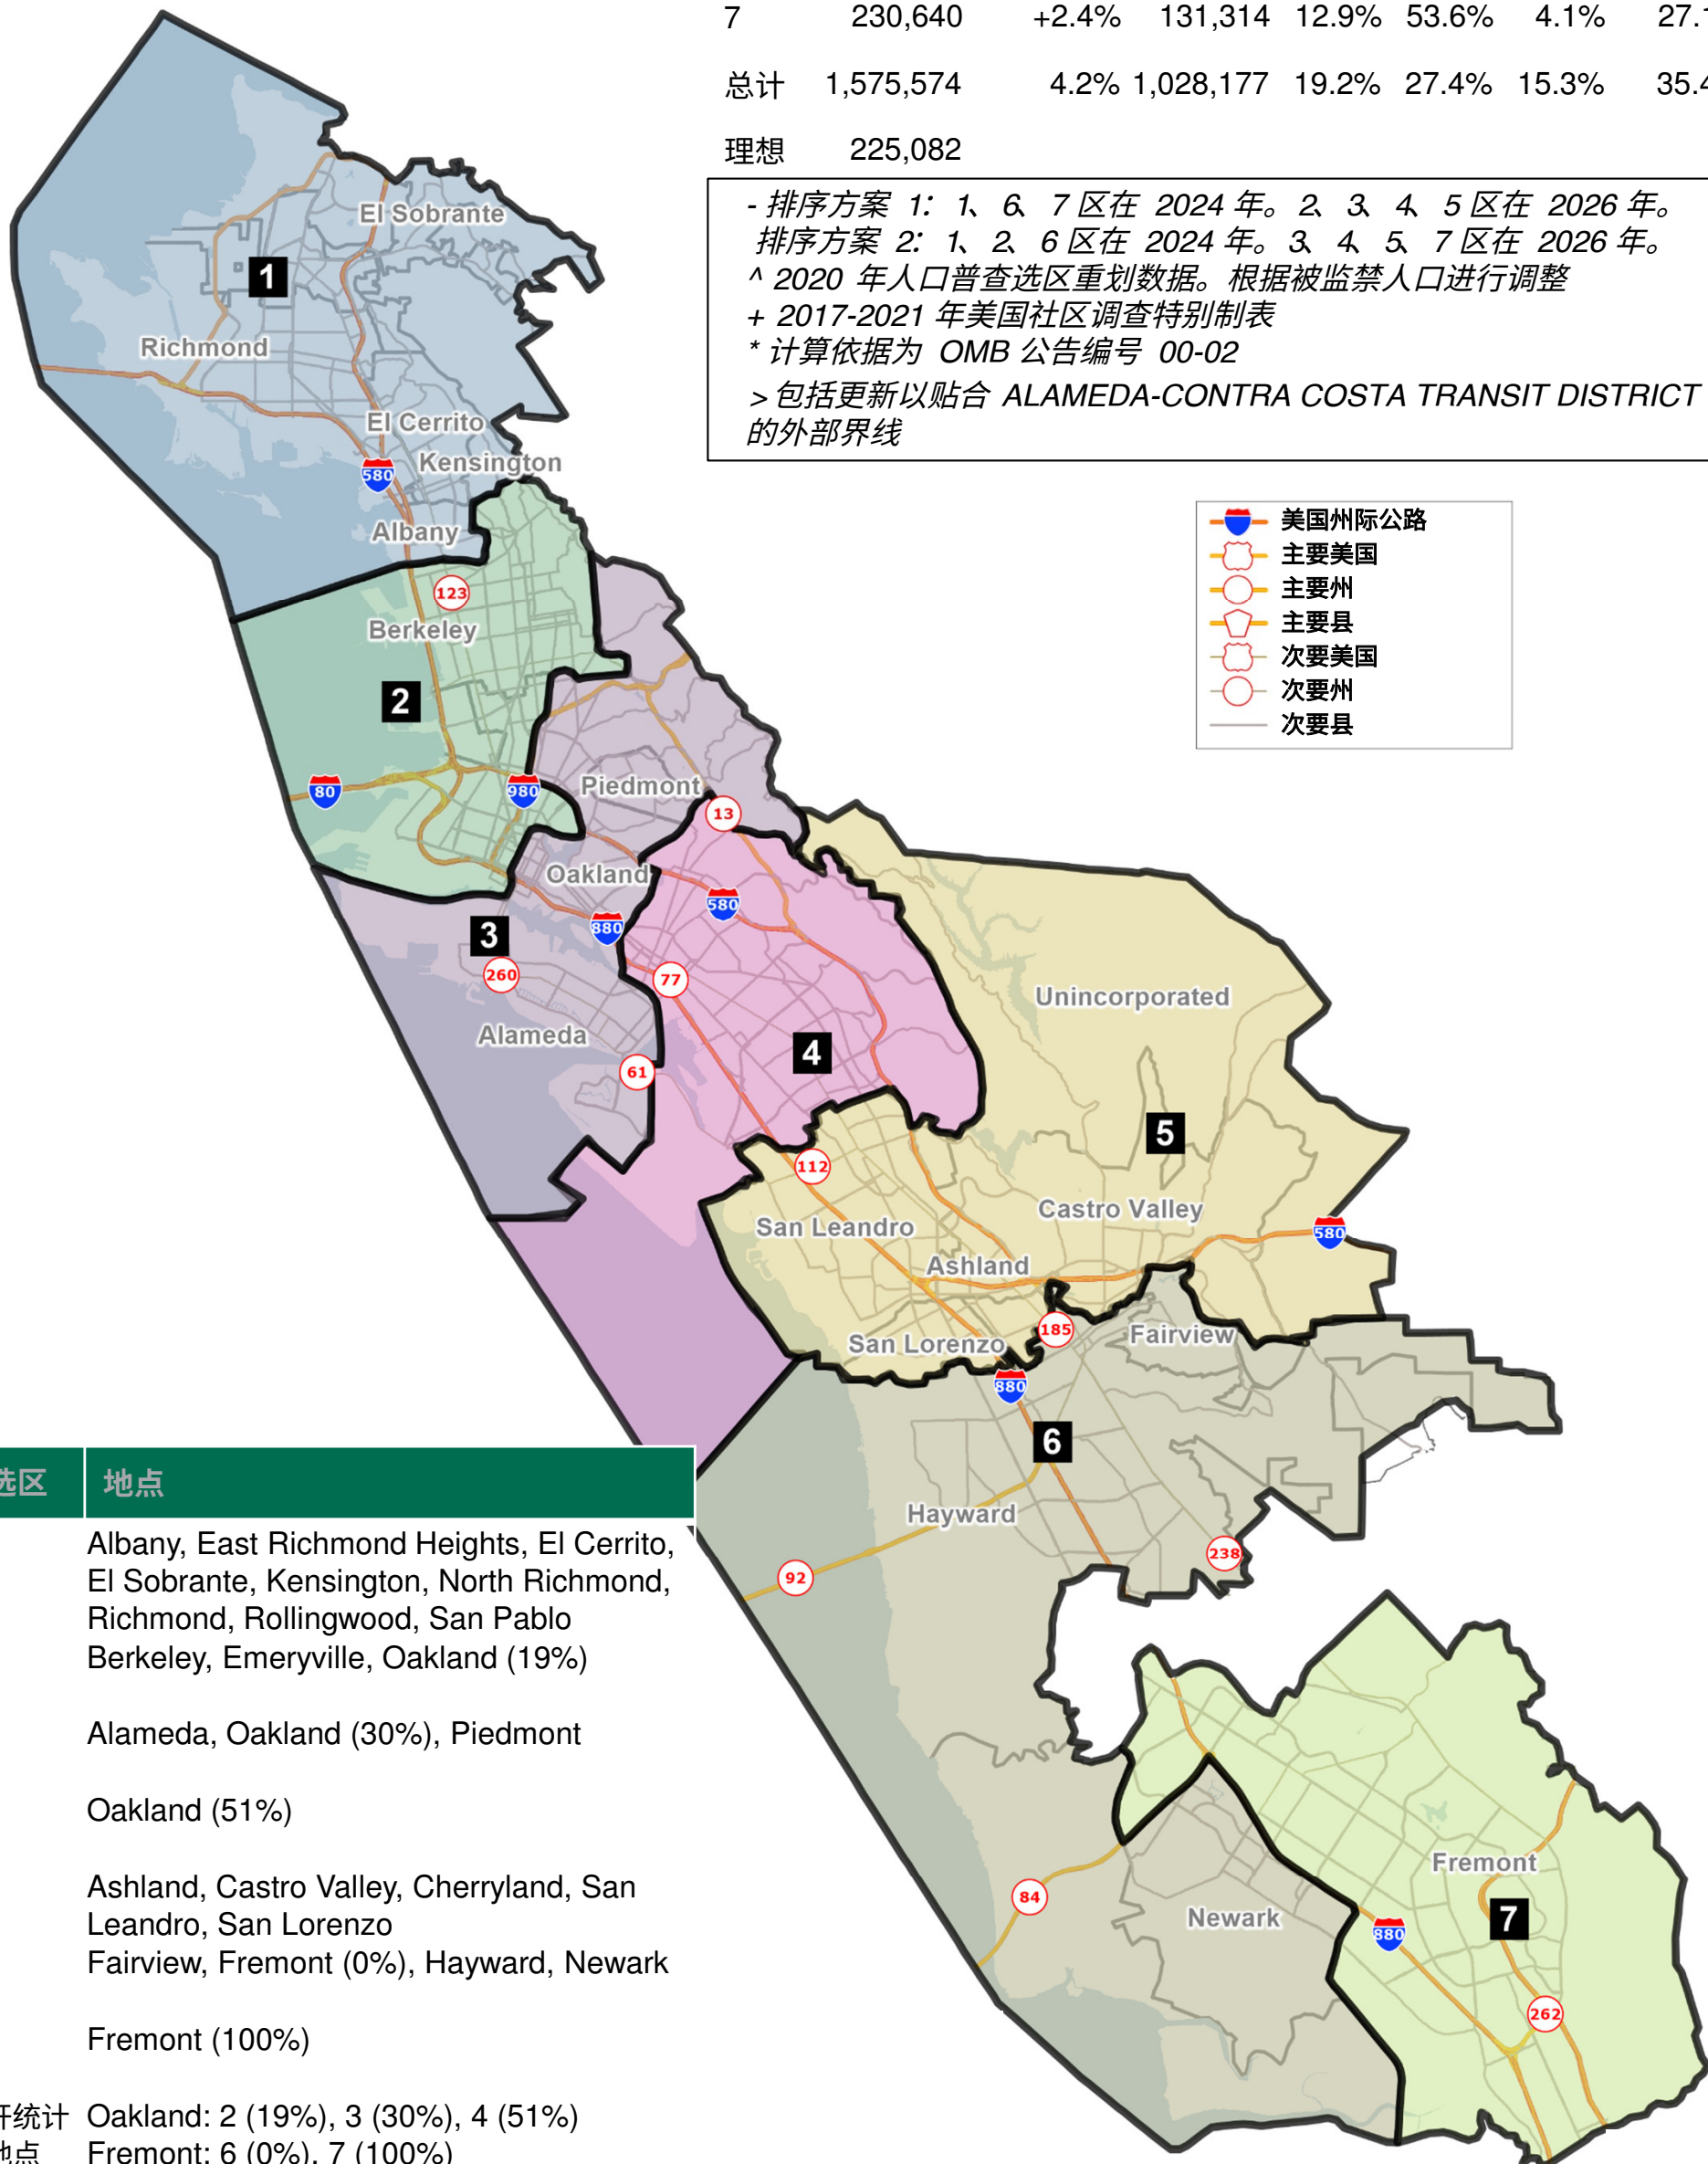 7 230,640 +2.4% 131,314 12.9% 53.6% 4.1% 27.1
总计 1,575,574 4.2% 1,028,177 19.2% 27.4% 15.3% 35.4
理想 225,082
- 排序方案 1：1、6、7 区在 2024 年。2、3、4、5 区在 2026 年。
排序方案 2：1、2、6 区在 2024 年。3、4、5、7 区在 2026 年。
^ 2020 年人口普查选区重划数据。根据被监禁人口进行调整
+ 2017-2021 年美国社区调查特别制表
* 计算依据为 OMB 公告编号 00-02
> 包括更新以贴合 ALAMEDA-CONTRA COSTA TRANSIT DISTRICT
的外部界线
美国州际公路
主要美国
主要州
主要县
次要美国
次要州
次要县
El Sobrante
1
Richmond
El Cerrito
Kensington
580
Albany
123
Berkeley
2
80
980
Piedmont
13
Oakland
580
880
3
260
77
Unincorporated
Alameda
4
61
5
112
Castro Valley
San Leandro
580
Ashland
185
Fairview
San Lorenzo
880
6
Hayward
238
92
Fremont
84
7
Newark
880
262
选区 地点
Albany, East Richmond Heights, El Cerrito,
El Sobrante, Kensington, North Richmond,
Richmond, Rollingwood, San Pablo
Berkeley, Emeryville, Oakland (19%)
Alameda, Oakland (30%), Piedmont
Oakland (51%)
Ashland, Castro Valley, Cherryland, San
Leandro, San Lorenzo
Fairview, Fremont (0%), Hayward, Newark
Fremont (100%)
统计 Oakland: 2 (19%), 3 (30%), 4 (51%)
地点 Fremont: 6 (0%), 7 (100%)